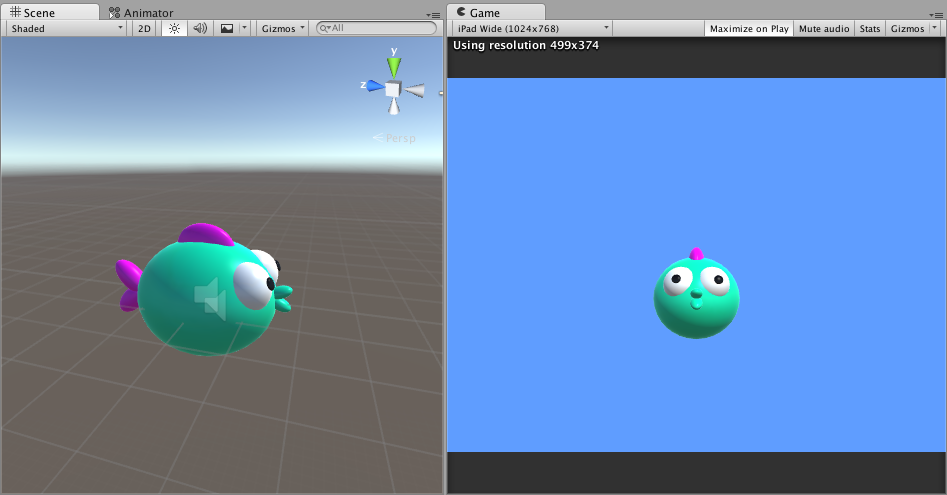 Scene
Animator
Shaded
2D
Gizmos
All
y
z
Persp
Game
iPad Wide (1024x768)
Maximize on Play
Mute audio
Stats
Gizmos
Using resolution 499x374